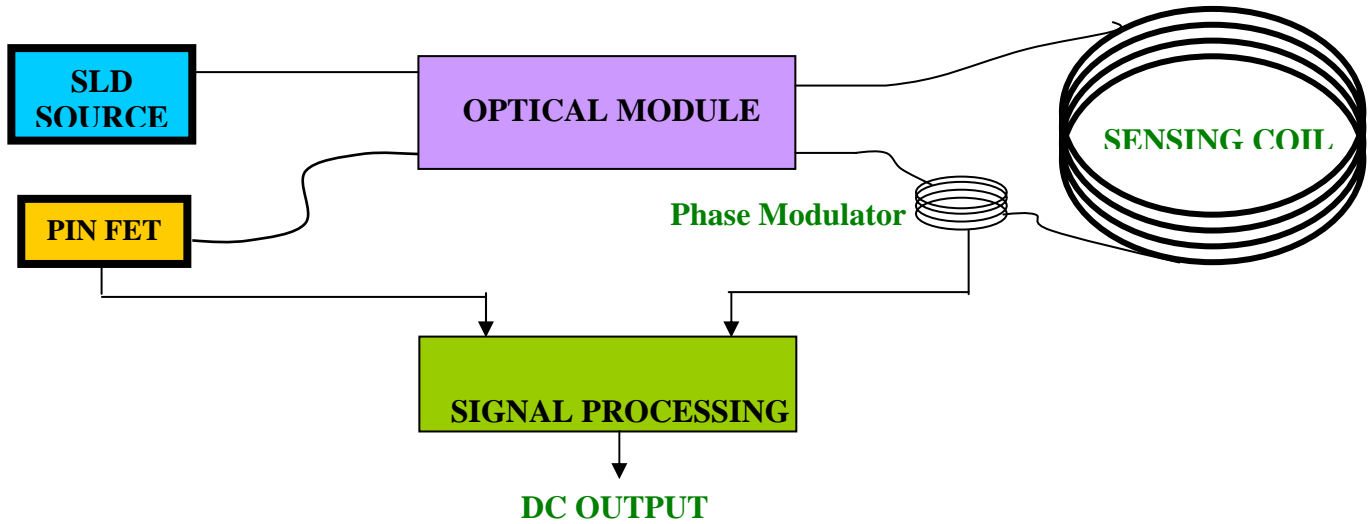 SLD
SOURCE
OPTICAL MODULE
SENSING COIL
PIN FET
Phase Modulator
SIGNAL PROCESSING
DC OUTPUT